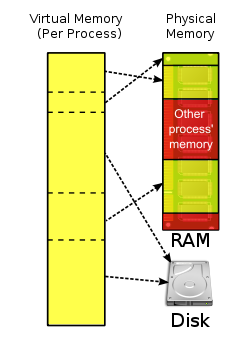 Virtual Memory
(Per Process)
Physical
Memory
Other
process'
memory
RAM
Disk